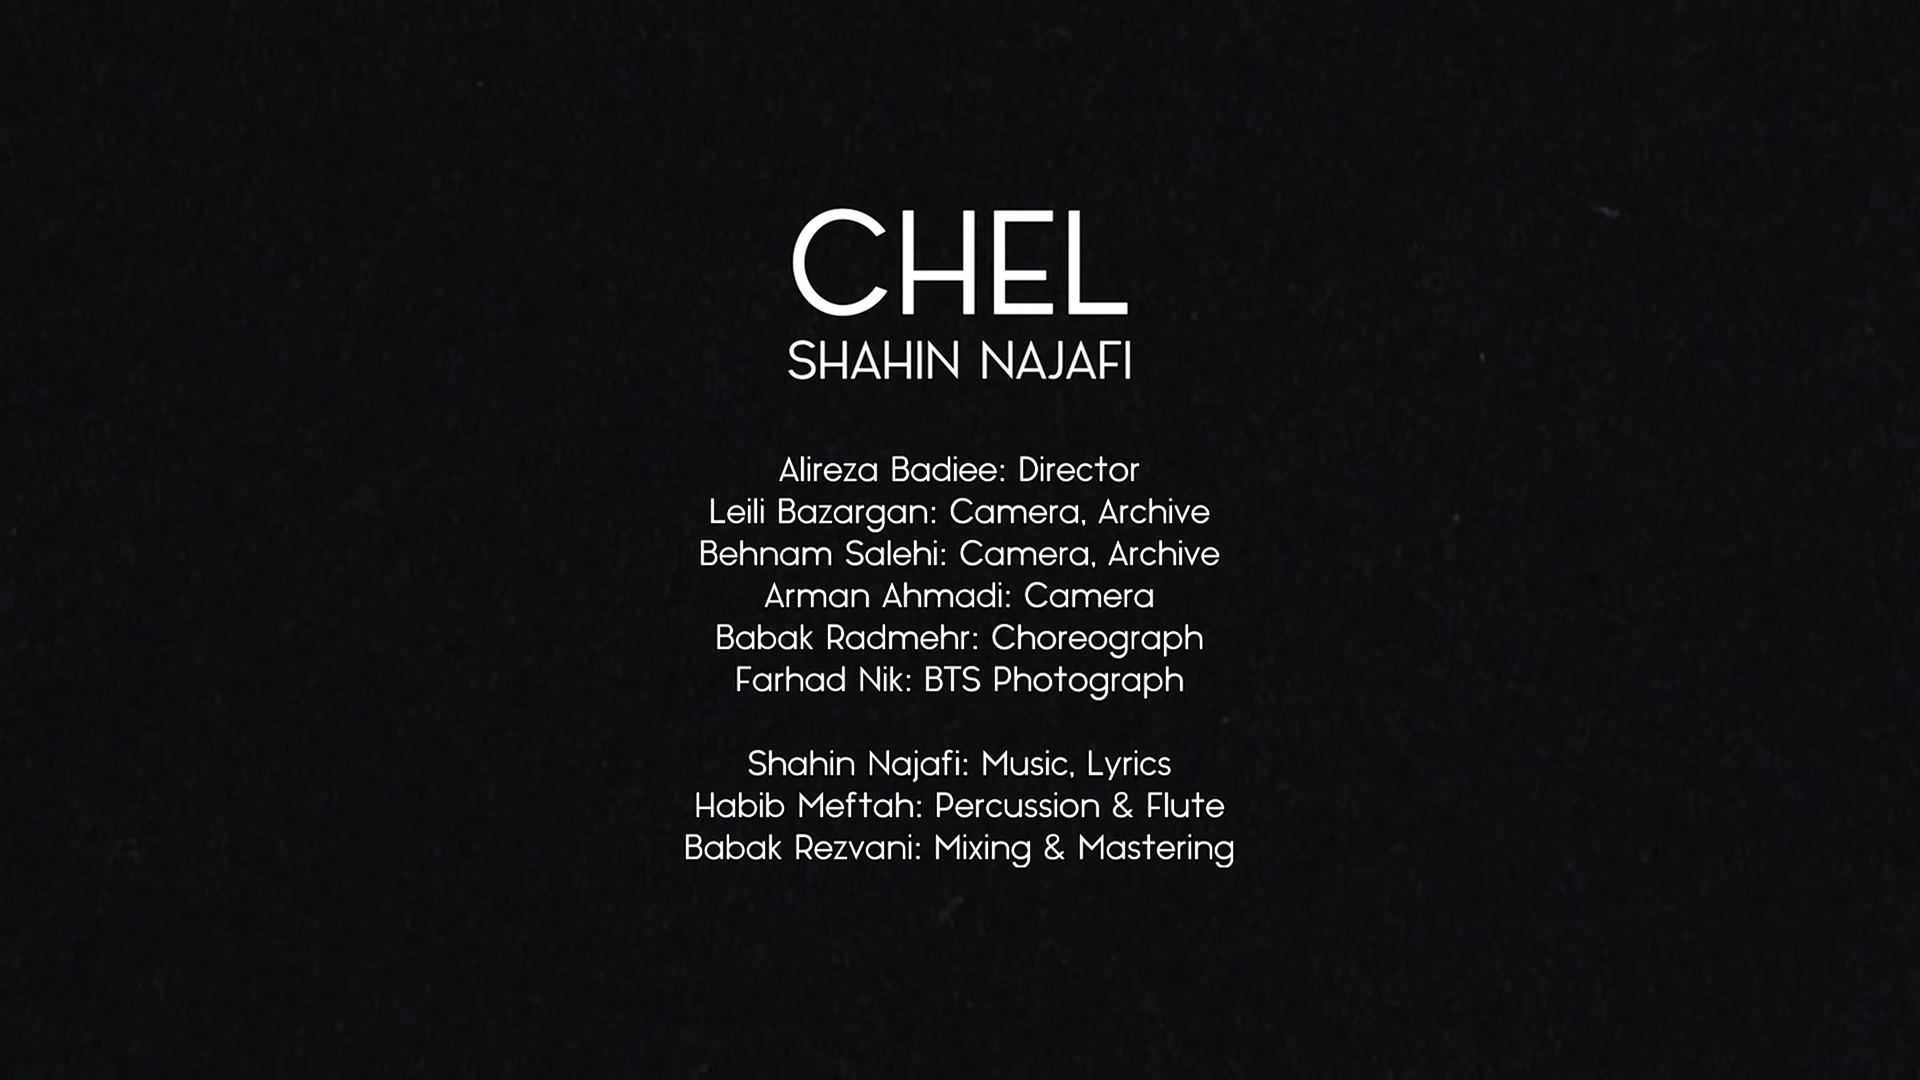 CHEL
SHAHIN NAJAFI
Alireza Badiee: Director
Leili Bazargan: Camera, Archive
Behnam Salehi: Camera, Archive
Arman Ahmadi: Camera
Babak Radmehr: Choreograph
Farhad Nik: BTS Photograph
Shahin Najafi: Music, Lyrics
Habib Meftah: Percussion & Flute
Babak Rezvani: Mixing & Mastering